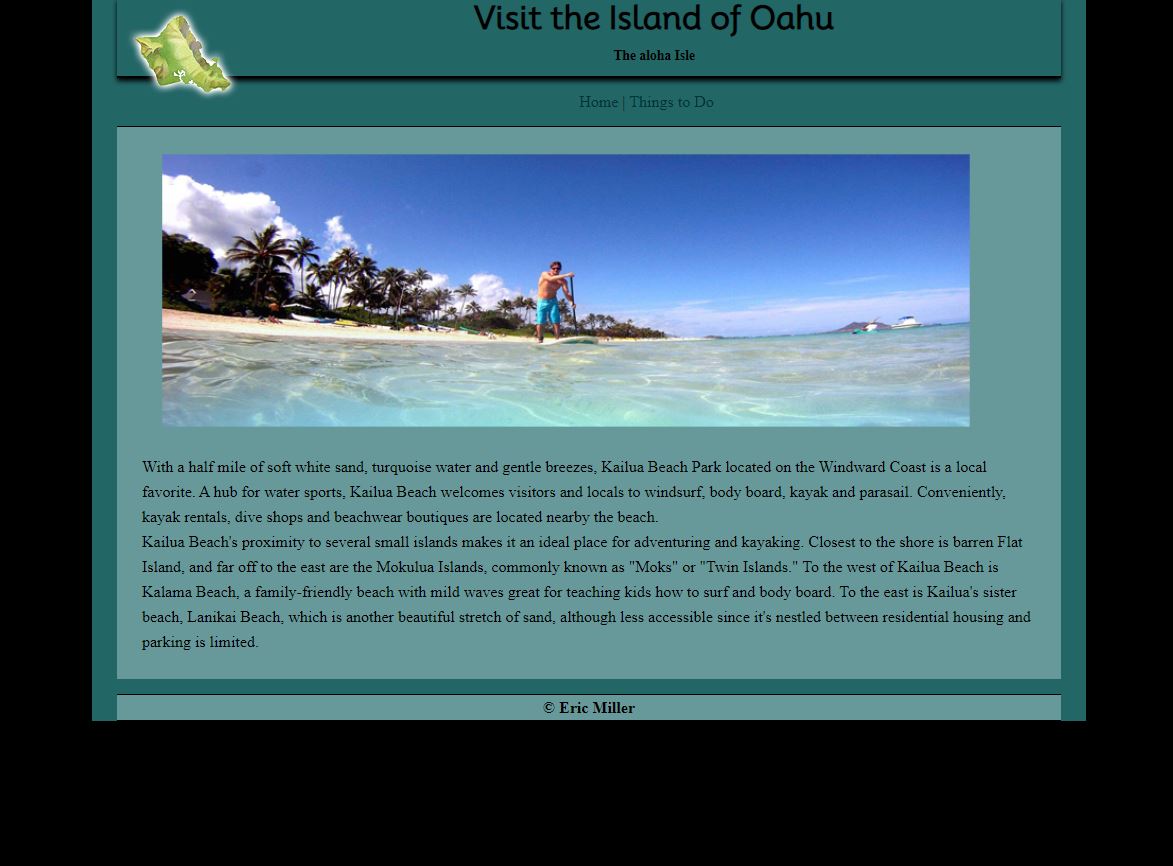 Visit the Island of Oahu
The aloha Isle
Home | Things to Do
With a half mile of soft white sand, turquoise water and gentle breezes, Kailua Beach Park located on the Windward Coast is a local
favorite. A hub for water sports, Kailua Beach welcomes visitors and locals to windsurf, body board, kayak and parasail. Conveniently,
kayak rentals, dive shops and beachwear boutiques are located nearby the beach.
Kailua Beach's proximity to several small islands makes it an ideal place for adventuring and kayaking. Closest to the shore is barren Flat
Island, and far off to the east are the Mokulua Islands, commonly known as "Moks" or "Twin Islands." To the west of Kailua Beach is
Kalama Beach, a family-friendly beach with mild waves great for teaching kids how to surf and body board. To the east is Kailua's sister
beach, Lanikai Beach, which is another beautiful stretch of sand, although less accessible since it's nestled between residential housing and
parking is limited.
© Eric Miller